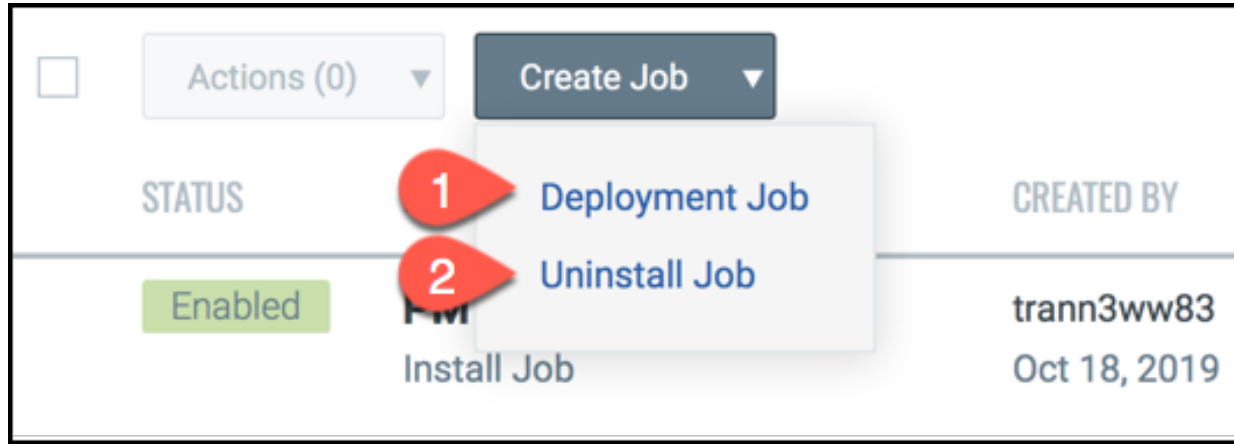 Actions (0) ▼ Create Job ▼
STATUS 1 Deployment Job CREATED BY
2 Uninstall Job
Enabled trann3ww83
Install Job Oct 18, 2019